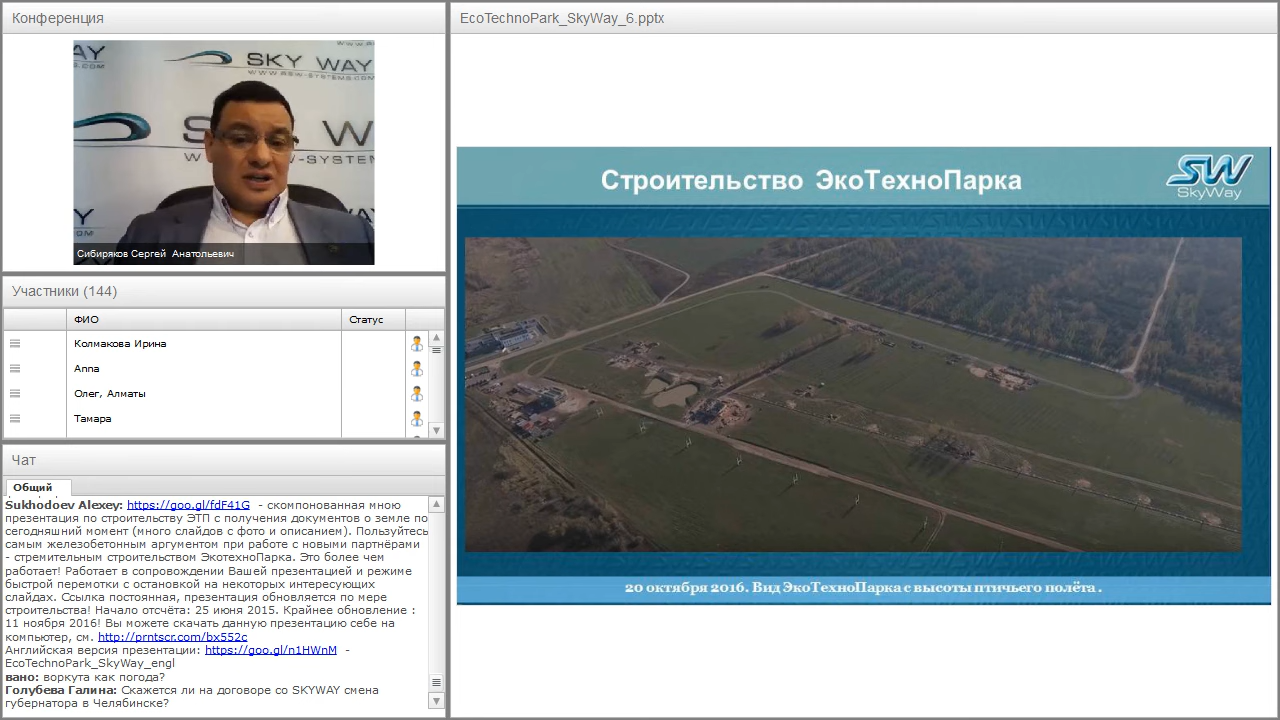 Конференция
SKY WAY
WWW.RSW-SYSTEMS.COM
Сибиряков Сергей Анатольевич
Участники (144)
ФИО
Статус
Колмакова Ирина
Anna
Олег, Алматы
Тамара
Чат
Общий
Sukhodoev Alexey: https://goo.gl/fdF41G - скомпонованная мною
презентация по строительству ЭТП с получения документов о земле по
сегодняшний момент (много слайдов с фото и описанием). Пользуйтесь
самым железобетонным аргументом при работе с новыми партнёрами
- стремительным строительством ЭкотехноПарка. Это более чем
работает! Работает в сопровождении Вашей презентацией и режиме
быстрой перемотки с остановкой на некоторых интересующих
слайдах. Ссылка постоянная, презентация обновляется по мере
строительства! Начало отсчёта: 25 июня 2015. Крайнее обновление :
11 ноября 2016! Вы можете скачать данную презентацию себе на
компьютер, см. http://prntscr.com/bx552c
Английская версия презентации: https://goo.gl/n1HWnM -
EcoTechnoPark_SkyWay_engl
вано: воркута как погода?
Голубева Галина: Скажется ли на договоре со SKYWAY смена
губернатора в Челябинске?
EcoTechnoPark_SkyWay_6.pptx
Строительство ЭкоТехноПарка
SW
SkyWay
20 октября 2016. Вид ЭкоТехноПарка с высоты птичьего полёта .